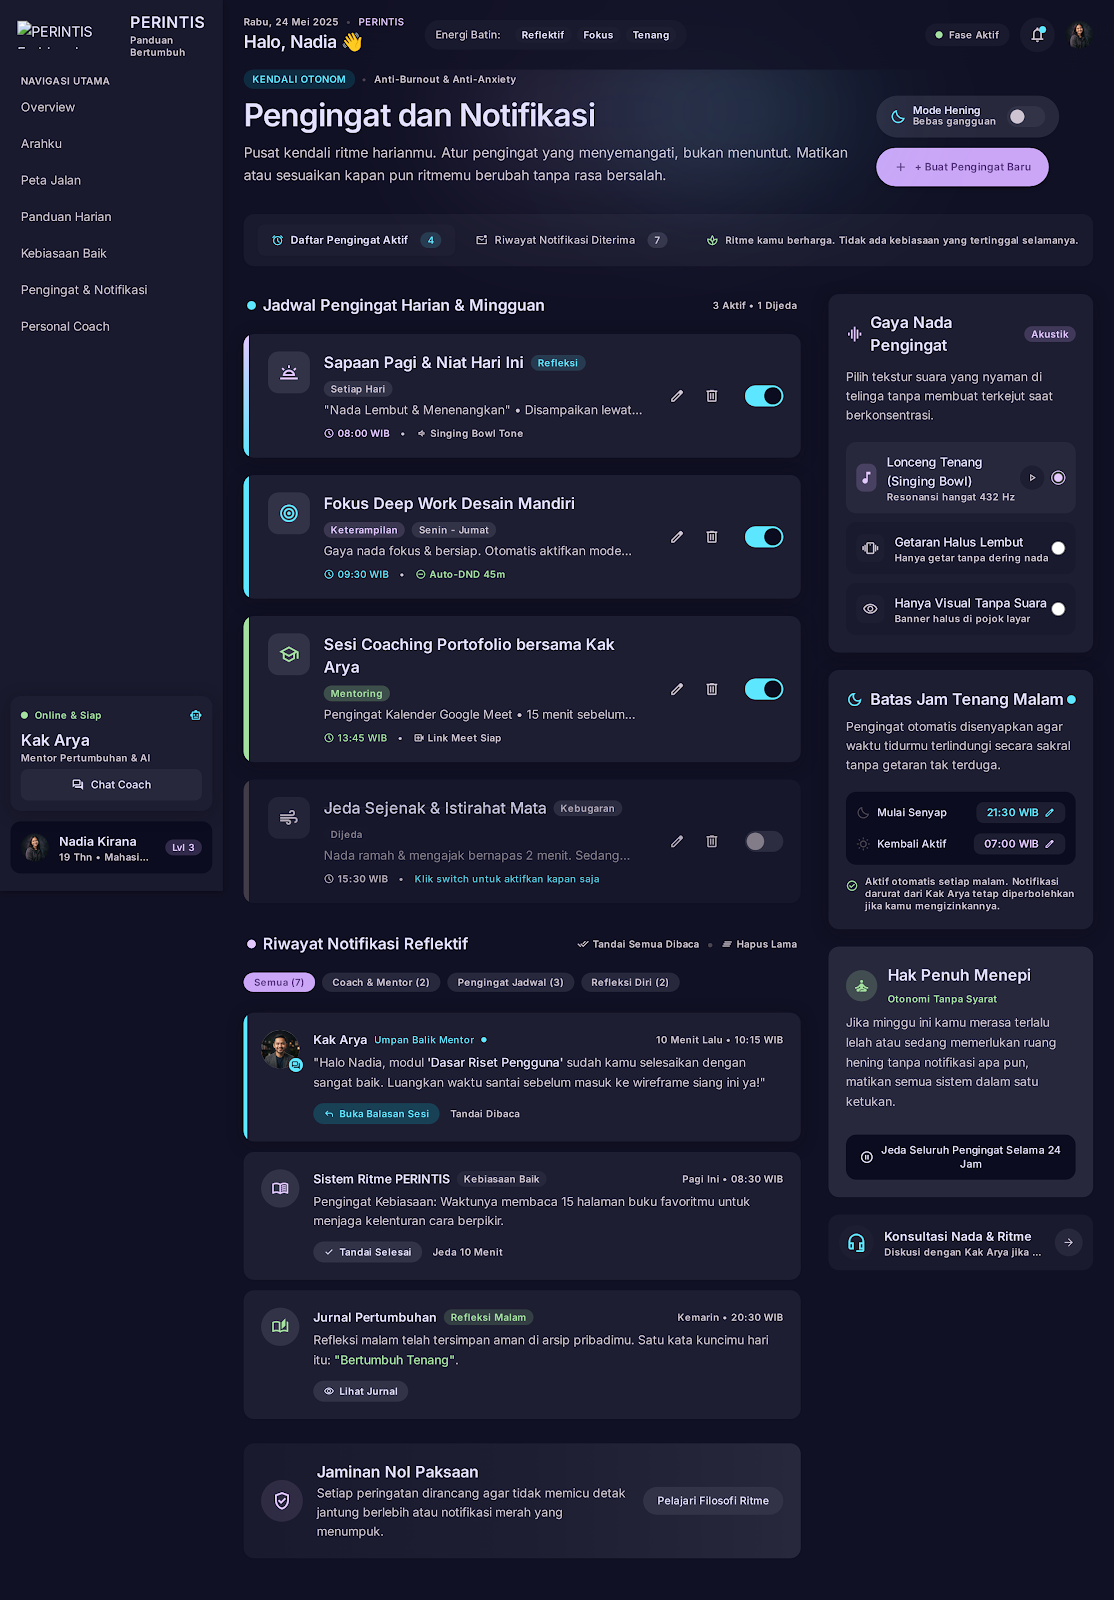 PERINTIS
PERINTIS
Panduan
Bertumbuh
NAVIGASI UTAMA
Overview
Arahku
Peta Jalan
Panduan Harian
Kebiasaan Baik
Pengingat & Notifikasi
Personal Coach
Online & Siap
Kak Arya
Mentor Pertumbuhan & AI
Chat Coach
Nadia Kirana
19 Thn • Mahasi...
Lvl 3
Rabu, 24 Mei 2025 • PERINTIS
Halo, Nadia 👋
Energi Batin: Reflektif Fokus Tenang
Fase Aktif
KENDALI OTONOM • Anti-Burnout & Anti-Anxiety
Pengingat dan Notifikasi
Pusat kendali ritme harianmu. Atur pengingat yang menyemangati, bukan menuntut. Matikan
atau sesuaikan kapan pun ritmemu berubah tanpa rasa bersalah.
Mode Hening
Bebas gangguan
+ Buat Pengingat Baru
Daftar Pengingat Aktif 4
Riwayat Notifikasi Diterima 7
Ritme kamu berharga. Tidak ada kebiasaan yang tertinggal selamanya.
Jadwal Pengingat Harian & Mingguan
3 Aktif • 1 Dijeda
Sapaan Pagi & Niat Hari Ini Refleksi
Setiap Hari
"Nada Lembut & Menenangkan" • Disampaikan lewat...
08:00 WIB • Singing Bowl Tone
Fokus Deep Work Desain Mandiri
Keterampilan Senin - Jumat
Gaya nada fokus & bersiap. Otomatis aktifkan mode...
09:30 WIB • Auto-DND 45m
Sesi Coaching Portofolio bersama Kak
Arya
Mentoring
Pengingat Kalender Google Meet • 15 menit sebelum...
13:45 WIB • Link Meet Siap
Jeda Sejenak & Istirahat Mata Kebugaran
Dijeda
Nada ramah & mengajak bernapas 2 menit. Sedang...
15:30 WIB • Klik switch untuk aktifkan kapan saja
Riwayat Notifikasi Reflektif
Tandai Semua Dibaca • Hapus Lama
Semua (7) Coach & Mentor (2) Pengingat Jadwal (3) Refleksi Diri (2)
Kak Arya Umpan Balik Mentor
10 Menit Lalu • 10:15 WIB
"Halo Nadia, modul 'Dasar Riset Pengguna' sudah kamu selesaikan dengan
sangat baik. Luangkan waktu santai sebelum masuk ke wireframe siang ini ya!"
Buka Balasan Sesi Tandai Dibaca
Sistem Ritme PERINTIS Kebiasaan Baik
Pagi Ini • 08:30 WIB
Pengingat Kebiasaan: Waktunya membaca 15 halaman buku favoritmu untuk
menjaga kelenturan cara berpikir.
Tandai Selesai Jeda 10 Menit
Jurnal Pertumbuhan Refleksi Malam
Kemarin • 20:30 WIB
Refleksi malam telah tersimpan aman di arsip pribadimu. Satu kata kuncimu hari
itu: "Bertumbuh Tenang".
Lihat Jurnal
Jaminan Nol Paksaan
Setiap peringatan dirancang agar tidak memicu detak
jantung berlebih atau notifikasi merah yang
menumpuk.
Pelajari Filosofi Ritme
Gaya Nada
Pengingat
Akustik
Pilih tekstur suara yang nyaman di
telinga tanpa membuat terkejut saat
berkonsentrasi.
Lonceng Tenang
(Singing Bowl)
Resonansi hangat 432 Hz
Getaran Halus Lembut
Hanya getar tanpa dering nada
Hanya Visual Tanpa Suara
Banner halus di pojok layar
Batas Jam Tenang Malam
Pengingat otomatis disenyapkan agar
waktu tidurmu terlindungi secara sakral
tanpa getaran tak terduga.
Mulai Senyap 21:30 WIB
Kembali Aktif 07:00 WIB
Aktif otomatis setiap malam. Notifikasi
darurat dari Kak Arya tetap diperbolehkan
jika kamu mengizinkannya.
Hak Penuh Menepi
Otonomi Tanpa Syarat
Jika minggu ini kamu merasa terlalu
lelah atau sedang memerlukan ruang
hening tanpa notifikasi apa pun,
matikan semua sistem dalam satu
ketukan.
Jeda Seluruh Pengingat Selama 24
Jam
Konsultasi Nada & Ritme
Diskusi dengan Kak Arya jika ...